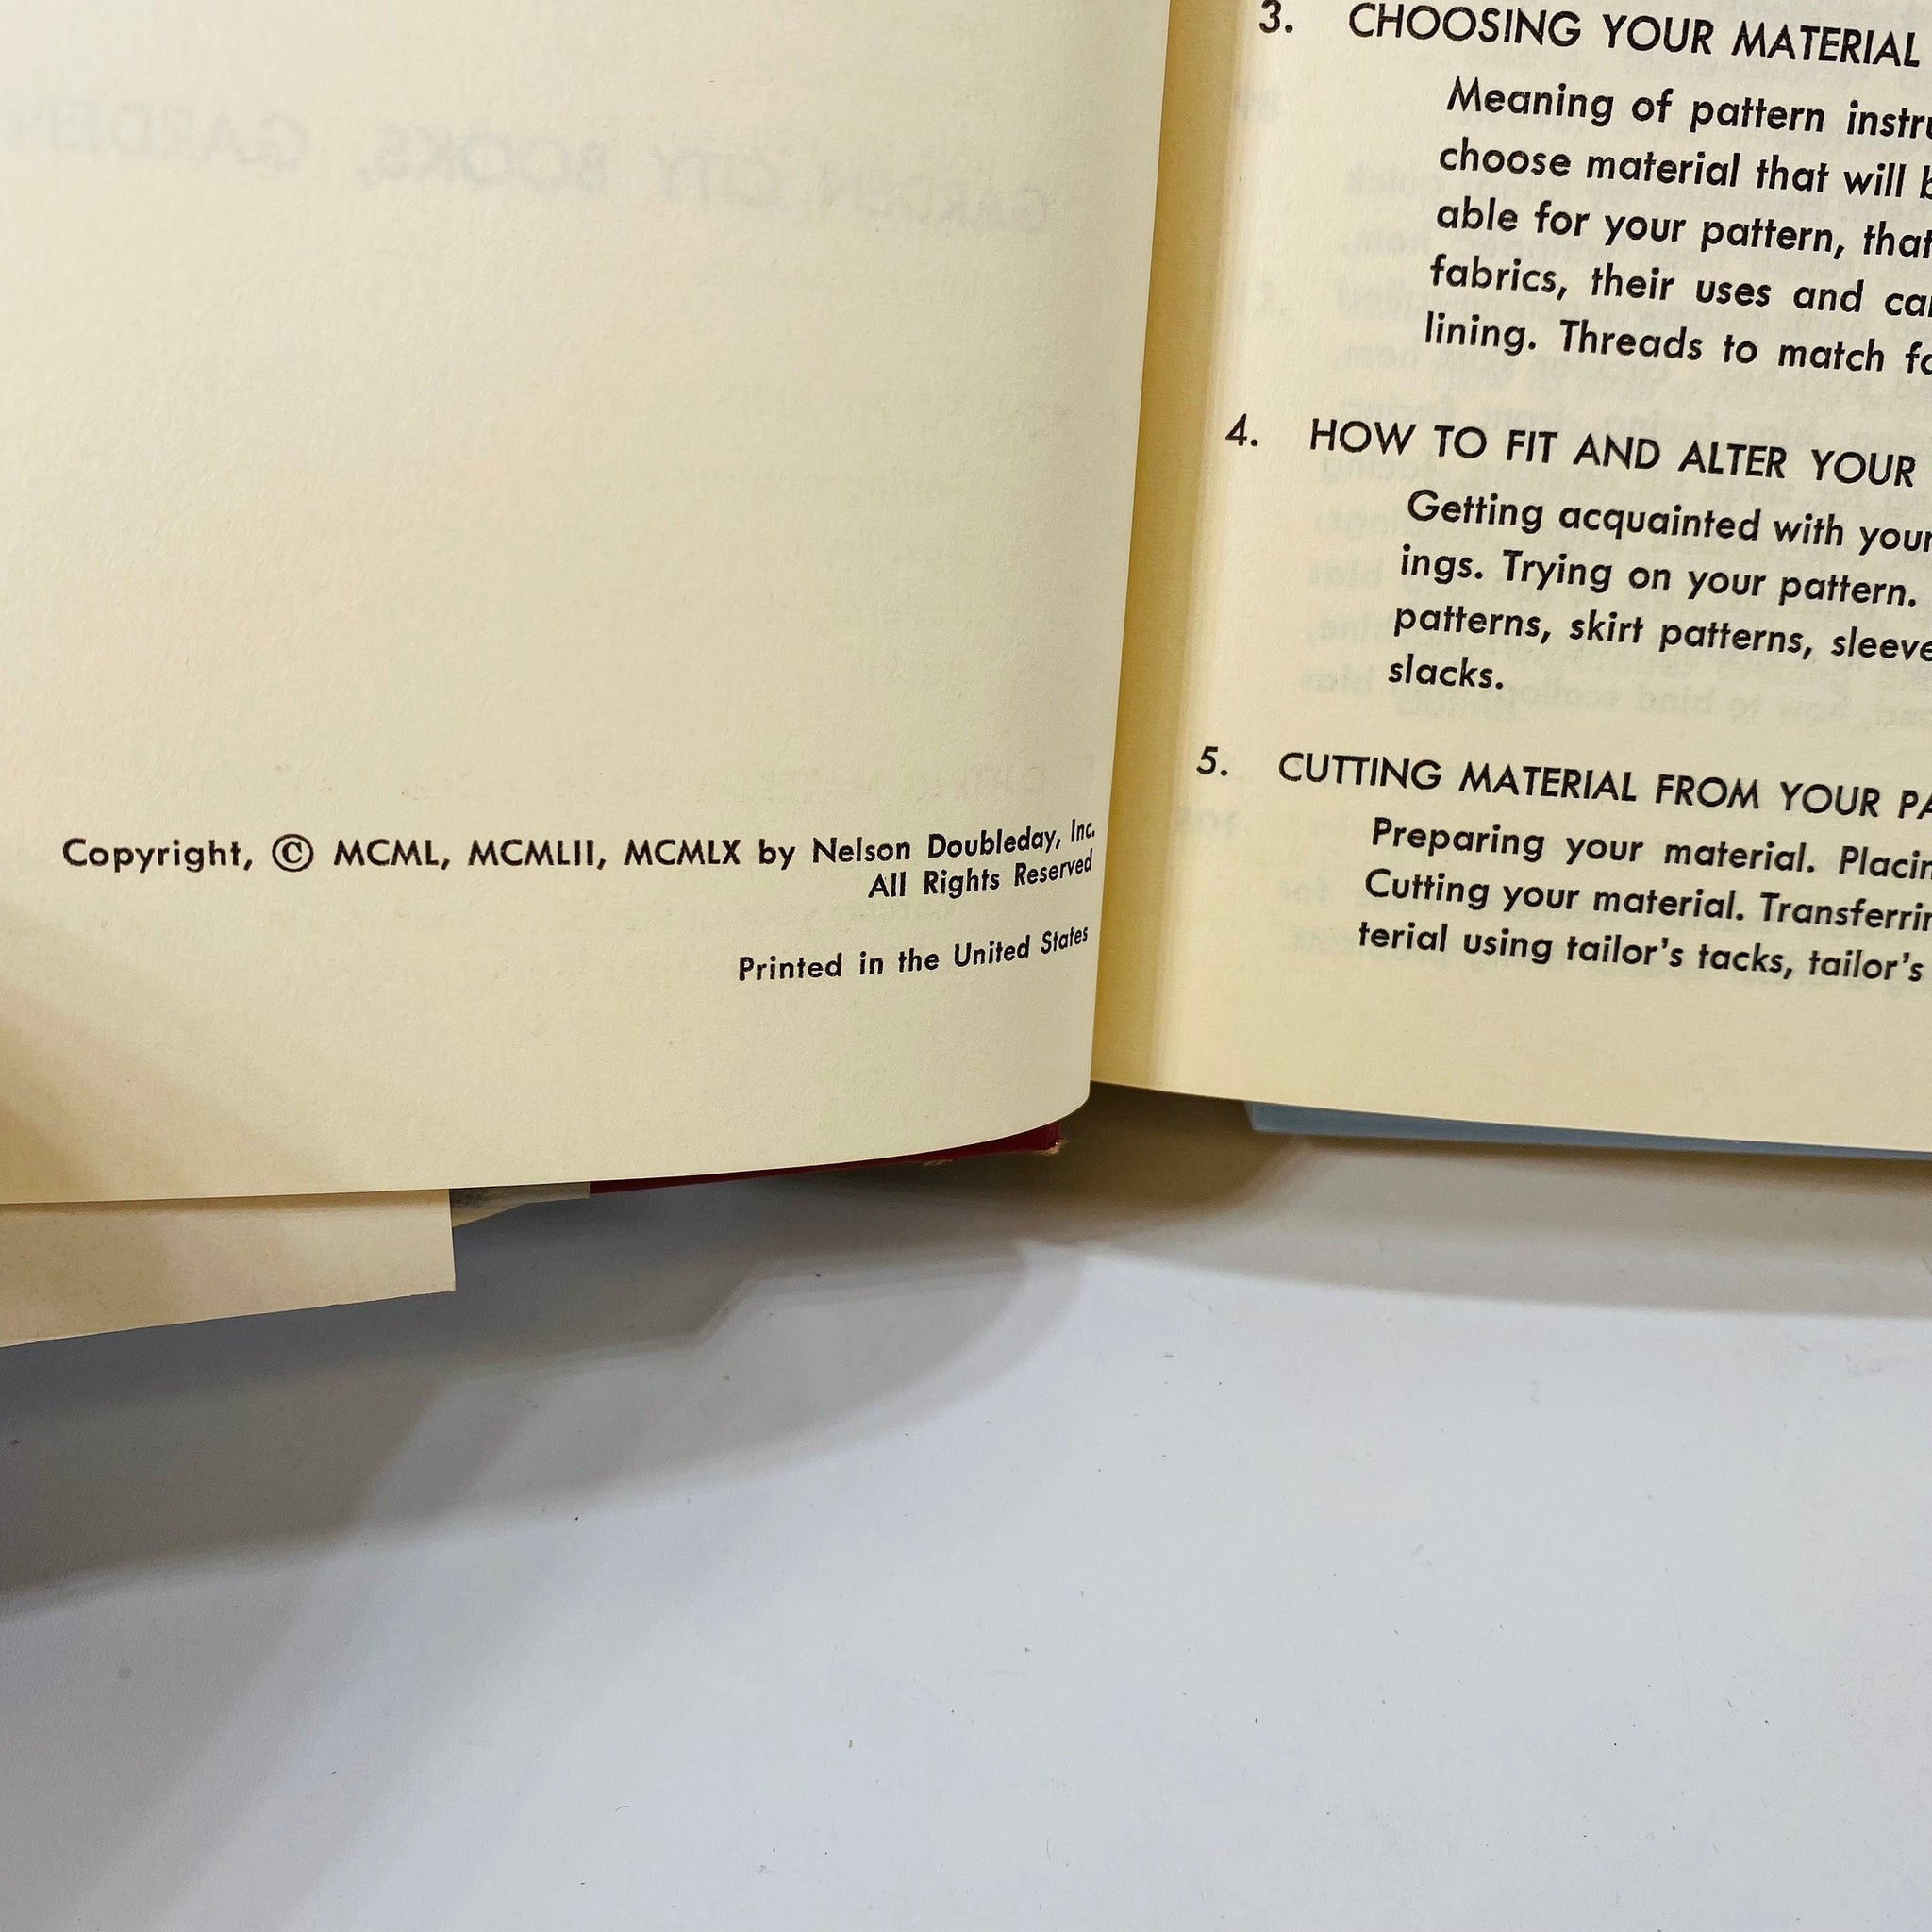 Copyright, © MCML, MCMLII, MCMLX by Nelson Doubleday, Inc.
All Rights Reserved
Printed in the United States
3. CHOOSING YOUR MATERIAL
Meaning of pattern instru
choose material that will b
able for your pattern, that
fabrics, their uses and ca
lining. Threads to match fa
4. HOW TO FIT AND ALTER YOUR
Getting acquainted with your
ings. Trying on your pattern.
patterns, skirt patterns, sleeve
slacks.
5. CUTTING MATERIAL FROM YOUR PA
Preparing your material. Placin
Cutting your material. Transferrin
terial using tailor's tacks, tailor's